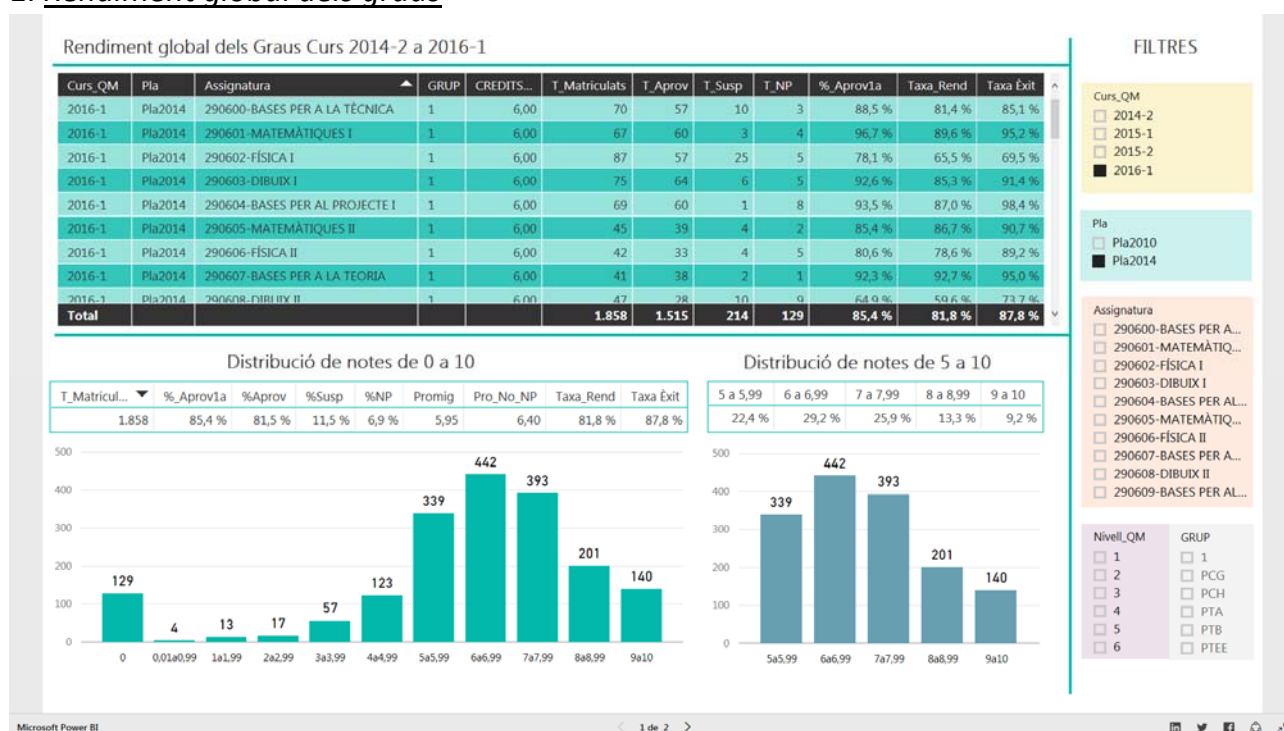 Rendiment global dels graus
Rendiment global dels Graus Curs 2014-2 a 2016-1
Curs_QM Pla Assignatura GRUP CREDITS... T_Matriculats T_Aprov T_Susp T_NP %_Aprov1a Taxa_Rend Taxa Èxit
2016-1 Pla2014 290600-BASES PER A LA TÈCNICA 1 6,00 70 57 10 3 88,5 % 81,4 % 85,1 %
2016-1 Pla2014 290601-MATEMÀTIQUES I 1 6,00 67 60 3 4 96,7 % 89,6 % 95,2 %
2016-1 Pla2014 290602-FÍSICA I 1 6,00 87 57 25 5 78,1 % 65,5 % 69,5 %
2016-1 Pla2014 290603-DIBUIX I 1 6,00 75 64 6 5 92,6 % 85,3 % 91,4 %
2016-1 Pla2014 290604-BASES PER AL PROJECTE I 1 6,00 69 60 1 8 93,5 % 87,0 % 98,4 %
2016-1 Pla2014 290605-MATEMÀTIQUES II 1 6,00 45 39 4 2 85,4 % 86,7 % 90,7 %
2016-1 Pla2014 290606-FÍSICA II 1 6,00 42 33 4 5 80,6 % 78,6 % 89,2 %
2016-1 Pla2014 290607-BASES PER A LA TEORIA 1 6,00 41 38 2 1 92,3 % 92,7 % 95,0 %
2016-1 Pla2014 290608-DIBUIX II 1 6,00 47 28 10 9 64,9 % 59,6 % 73,7 %
Total 1.858 1.515 214 129 85,4 % 81,8 % 87,8 %
Distribució de notes de 0 a 10
T_Matricul... %_Aprov1a %Aprov %Susp %NP Promig Pro_No_NP Taxa_Rend Taxa Èxit
1.858 85,4 % 81,5 % 11,5 % 6,9 % 5,95 6,40 81,8 % 87,8 %
500
400
300
200
100
0
129 4 13 17 57 123 339 442 393 201 140
0 0,01a0,99 1a1,99 2a2,99 3a3,99 4a4,99 5a5,99 6a6,99 7a7,99 8a8,99 9a10
Distribució de notes de 5 a 10
5 a 5,99 6 a 6,99 7 a 7,99 8 a 8,99 9 a 10
22,4 % 29,2 % 25,9 % 13,3 % 9,2 %
500
400
300
200
100
0
339 442 393 201 140
5a5,99 6a6,99 7a7,99 8a8,99 9a10
FILTRES
Curs_QM
2014-2
2015-1
2015-2
2016-1
Pla
Pla2010
Pla2014
Assignatura
290600-BASES PER A...
290601-MATEMÀTIQ...
290602-FÍSICA I
290603-DIBUIX I
290604-BASES PER AL...
290605-MATEMÀTIQ...
290606-FÍSICA II
290607-BASES PER A...
290608-DIBUIX II
290609-BASES PER AL...
Nivell_QM
1
2
3
4
5
6
GRUP
1
PCG
PCH
PTA
PTB
PTEE
Microsoft Power BI
1 de 2